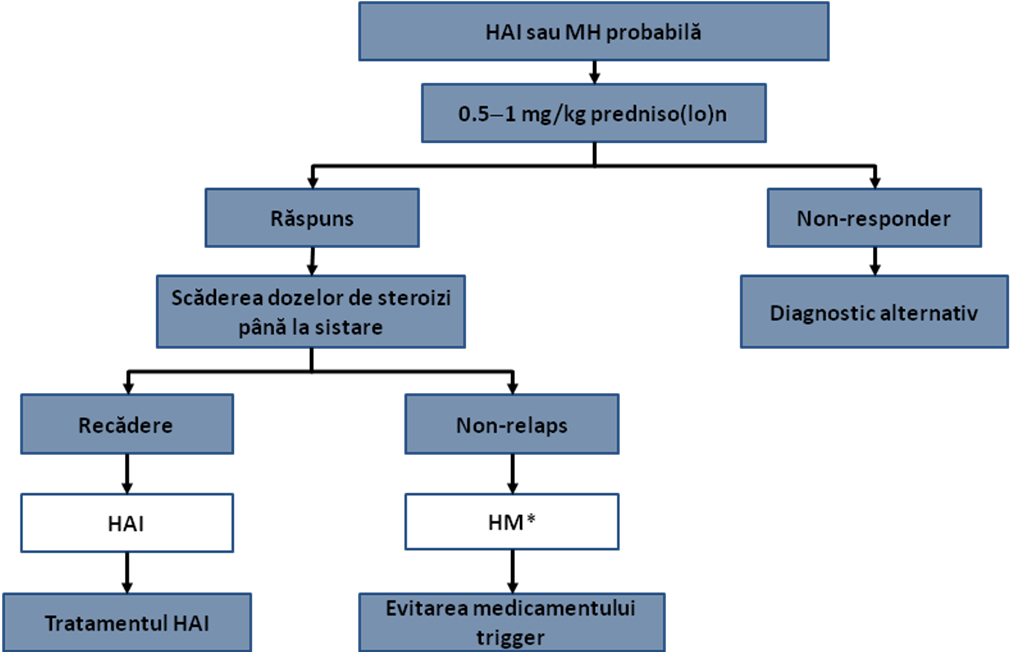 HAI sau MH probabilă
0.5–1 mg/kg predniso(lo)n
Răspuns
Non-responder
Scăderea dozelor de steroizi
până la sistare
Diagnostic alternativ
Recădere
Non-relaps
HAI
HM*
Tratamentul HAI
Evitarea medicamentului
trigger